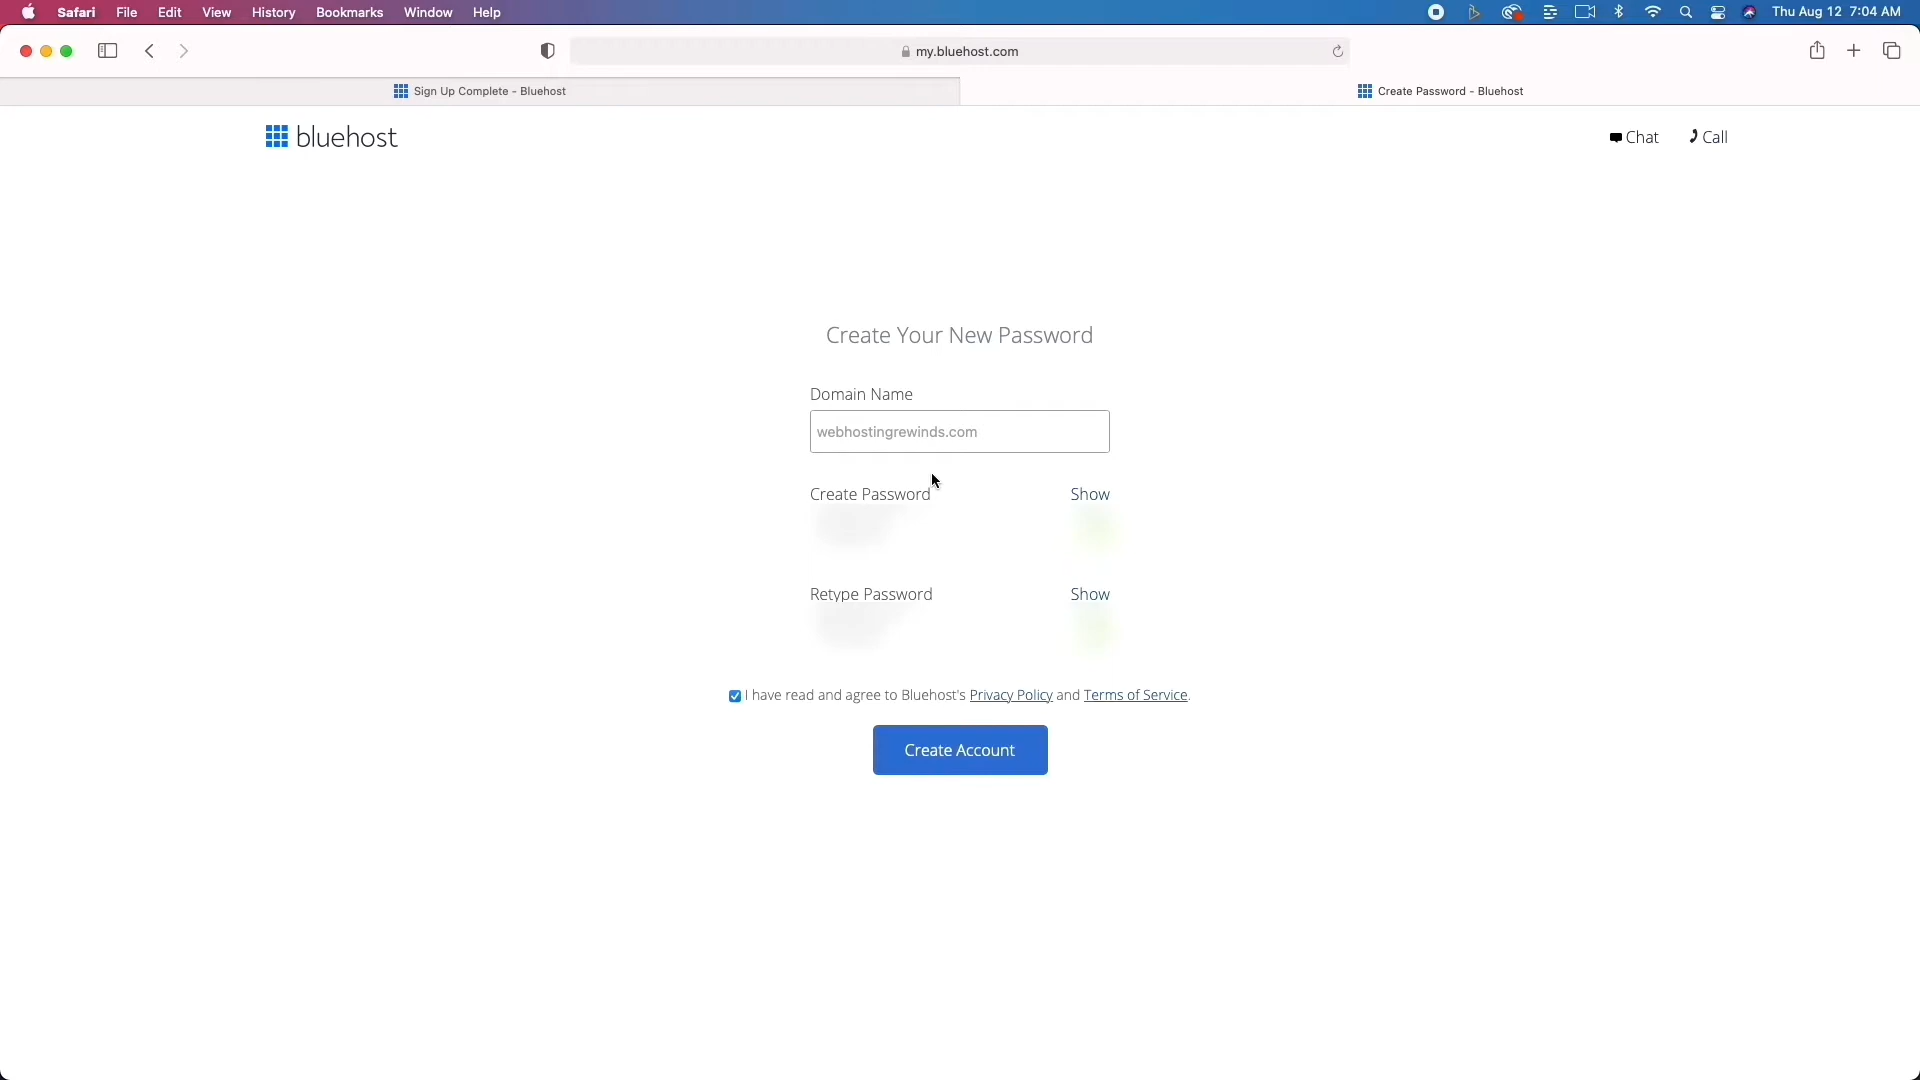 Safari File Edit View History Bookmarks Window Help Thu Aug 12 7:04 AM
my.bluehost.com
Sign Up Complete - Bluehost Create Password - Bluehost
bluehost Chat Call
Create Your New Password
Domain Name
webhostingrewinds.com
Create Password Show
Retype Password Show
I have read and agree to Bluehost's Privacy Policy and Terms of Service.
Create Account